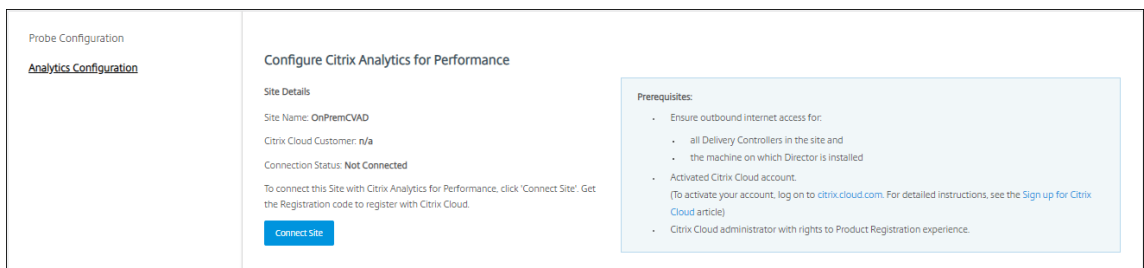 Probe Configuration
Analytics Configuration
Configure Citrix Analytics for Performance
Site Details
Site Name: OnPremCVAD
Citrix Cloud Customer: n/a
Connection Status: Not Connected
To connect this Site with Citrix Analytics for Performance, click 'Connect Site'. Get
the Registration code to register with Citrix Cloud.
Connect Site
Prerequisites:
• Ensure outbound internet access for:
• all Delivery Controllers in the site and
• the machine on which Director is installed
• Activated Citrix Cloud account.
(To activate your account, log on to citrix.cloud.com. For detailed instructions, see the Sign up for Citrix
Cloud article)
• Citrix Cloud administrator with rights to Product Registration experience.